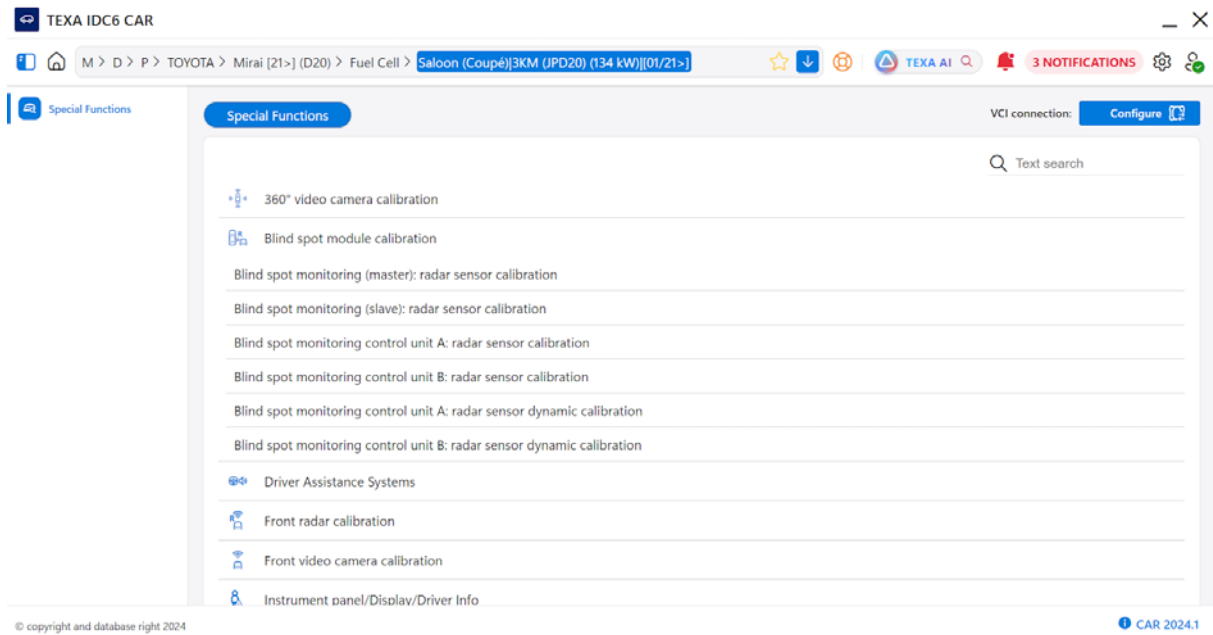 TEXA IDC6 CAR
M > D > P > TOYOTA > Mirai [21>] (D20) > Fuel Cell > Saloon (Coupé)|3KM (JPD20) (134 kW)|[01/21>]
TEXA AI
3 NOTIFICATIONS
Special Functions
Special Functions
VCI connection:
Configure
Text search
360° video camera calibration
Blind spot module calibration
Blind spot monitoring (master): radar sensor calibration
Blind spot monitoring (slave): radar sensor calibration
Blind spot monitoring control unit A: radar sensor calibration
Blind spot monitoring control unit B: radar sensor calibration
Blind spot monitoring control unit A: radar sensor dynamic calibration
Blind spot monitoring control unit B: radar sensor dynamic calibration
Driver Assistance Systems
Front radar calibration
Front video camera calibration
Instrument panel/Display/Driver Info
© copyright and database right 2024
CAR 2024.1